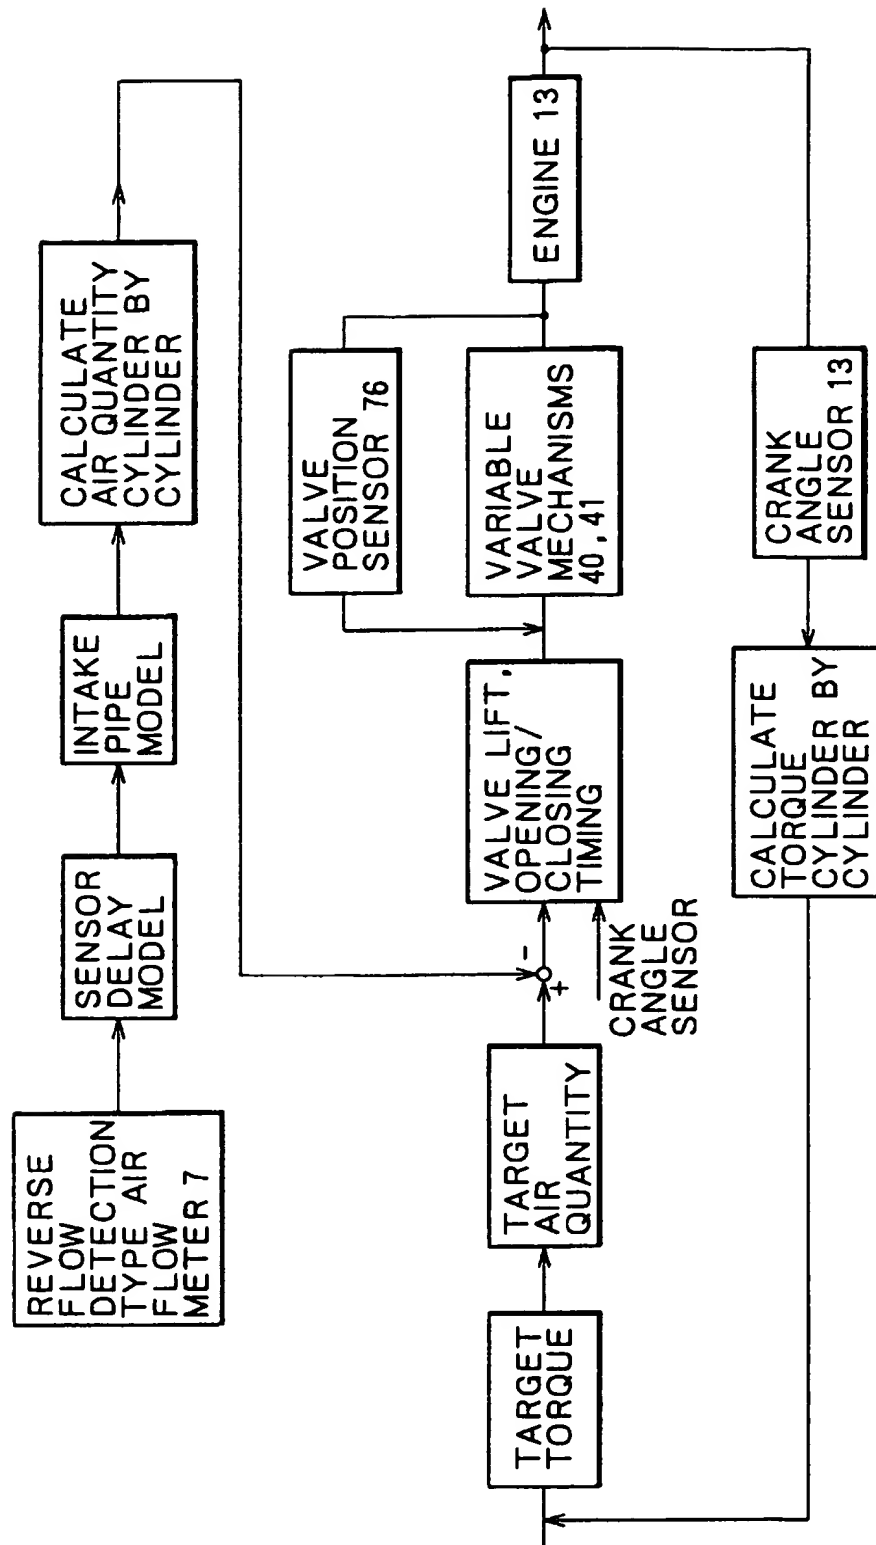 REVERSE
FLOW
DETECTION
TYPE AIR
FLOW
METER 7
SENSOR
DELAY
MODEL
INTAKE
PIPE
MODEL
CALCULATE
AIR QUANTITY
CYLINDER BY
CYLINDER
VALVE
POSITION
SENSOR 76
TARGET
TORQUE
TARGET
AIR
QUANTITY
+
-
CRANK
ANGLE
SENSOR
VALVE LIFT,
OPENING/
CLOSING
TIMING
VARIABLE
VALVE
MECHANISMS
40, 41
ENGINE 13
CALCULATE
TORQUE
CYLINDER BY
CYLINDER
CRANK
ANGLE
SENSOR 13